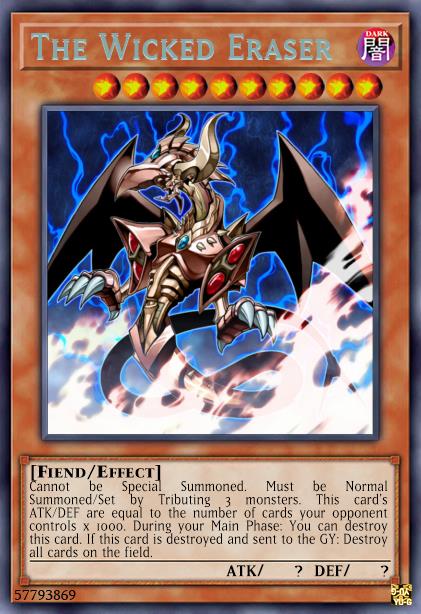 THE WICKED ERASER
DARK
闇
[FIEND/EFFECT]
Cannot be Special Summoned. Must be Normal
Summoned/Set by Tributing 3 monsters. This card's
ATK/DEF are equal to the number of cards your opponent
controls x 1000. During your Main Phase: You can destroy
this card. If this card is destroyed and sent to the GY: Destroy
all cards on the field.
ATK/ ? DEF/ ?
57793869